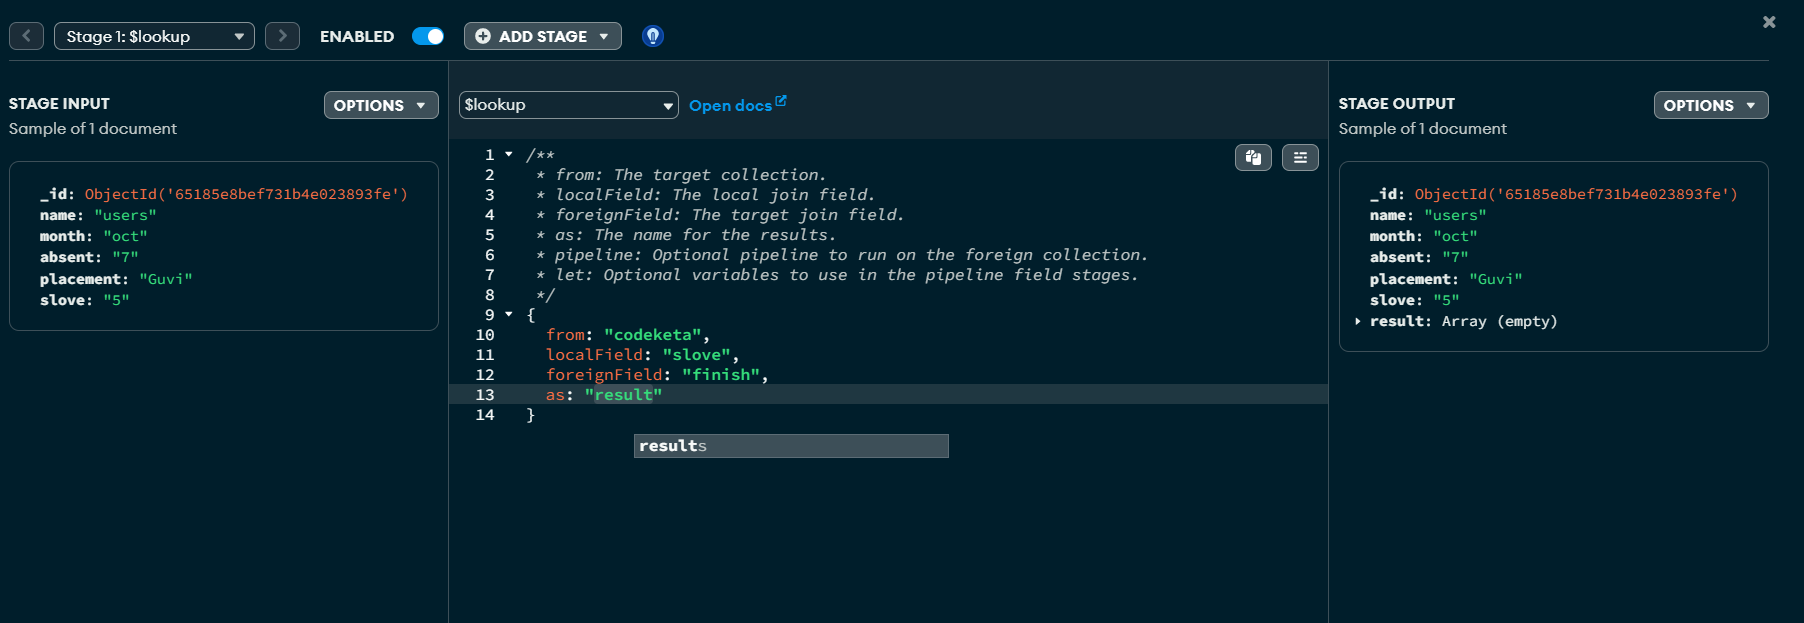 Stage 1: $lookup
ENABLED
ADD STAGE
STAGE INPUT
OPTIONS
Sample of 1 document
_id: ObjectId('65185e8bef731b4e023893fe')
name: "users"
month: "oct"
absent: "7"
placement: "Guvi"
slove: "5"
$lookup
Open docs
1 /**
2 * from: The target collection.
3 * localField: The local join field.
4 * foreignField: The target join field.
5 * as: The name for the results.
6 * pipeline: Optional pipeline to run on the foreign collection.
7 * let: Optional variables to use in the pipeline field stages.
8 */
9 {
10 from: "codeketa",
11 localField: "slove",
12 foreignField: "finish",
13 as: "result"
14 }
results
STAGE OUTPUT
OPTIONS
Sample of 1 document
_id: ObjectId('65185e8bef731b4e023893fe')
name: "users"
month: "oct"
absent: "7"
placement: "Guvi"
slove: "5"
result: Array (empty)